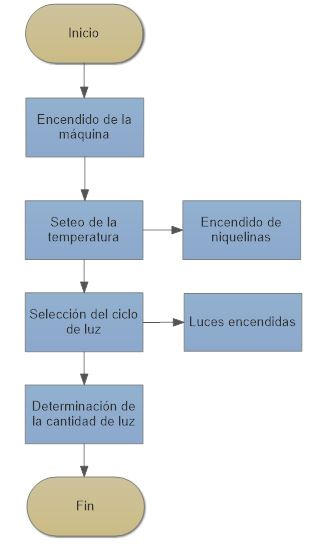 Inicio
Encendido de la
máquina
Seteo de la
temperatura
Encendido de
niquelinas
Selección del ciclo
de luz
Luces encendidas
Determinación de
la cantidad de luz
Fin